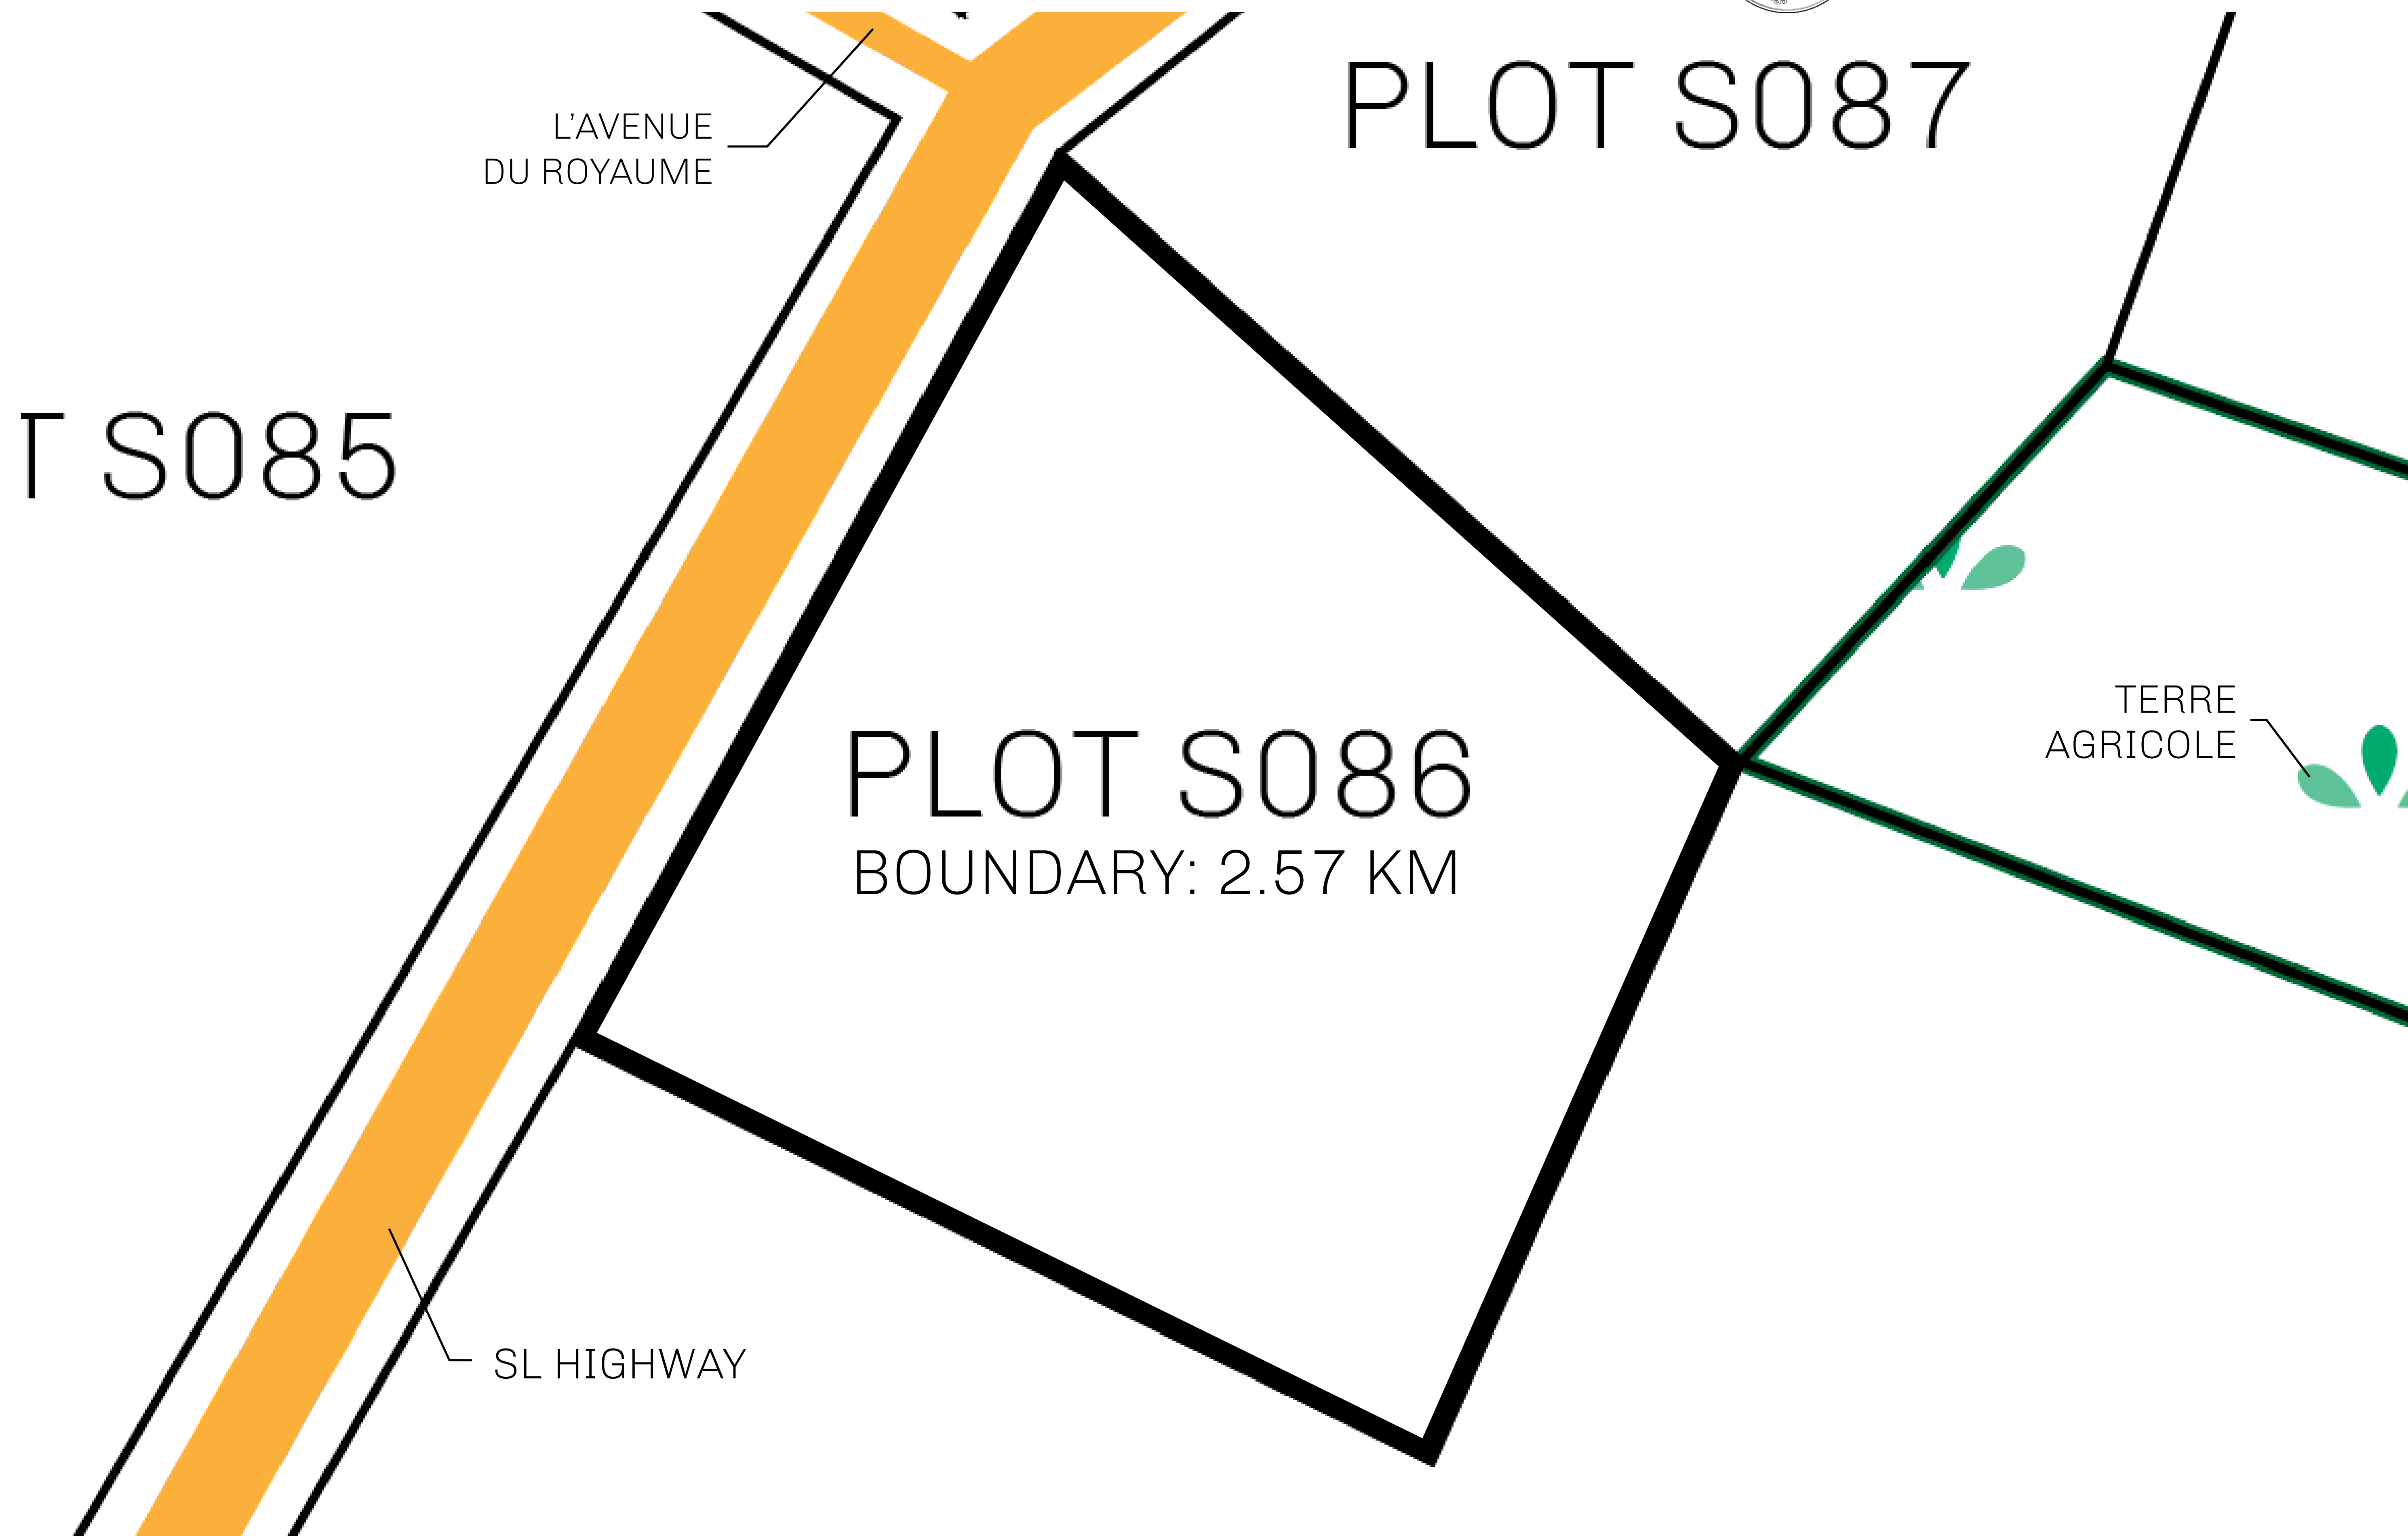 PLOT S087
L'AVENUE
DU ROYAUME
T S085
TERRE
AGRICOLE
PLOT S086
BOUNDARY: 2.57 KM
SL HIGHWAY